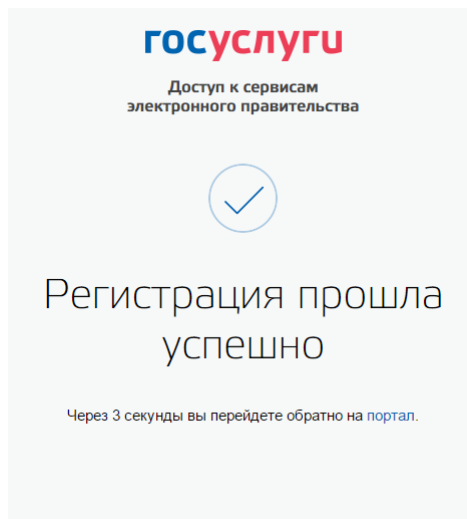 госуслуги
Доступ к сервисам
электронного правительства
Регистрация прошла
успешно
Через 3 секунды вы перейдете обратно на портал.